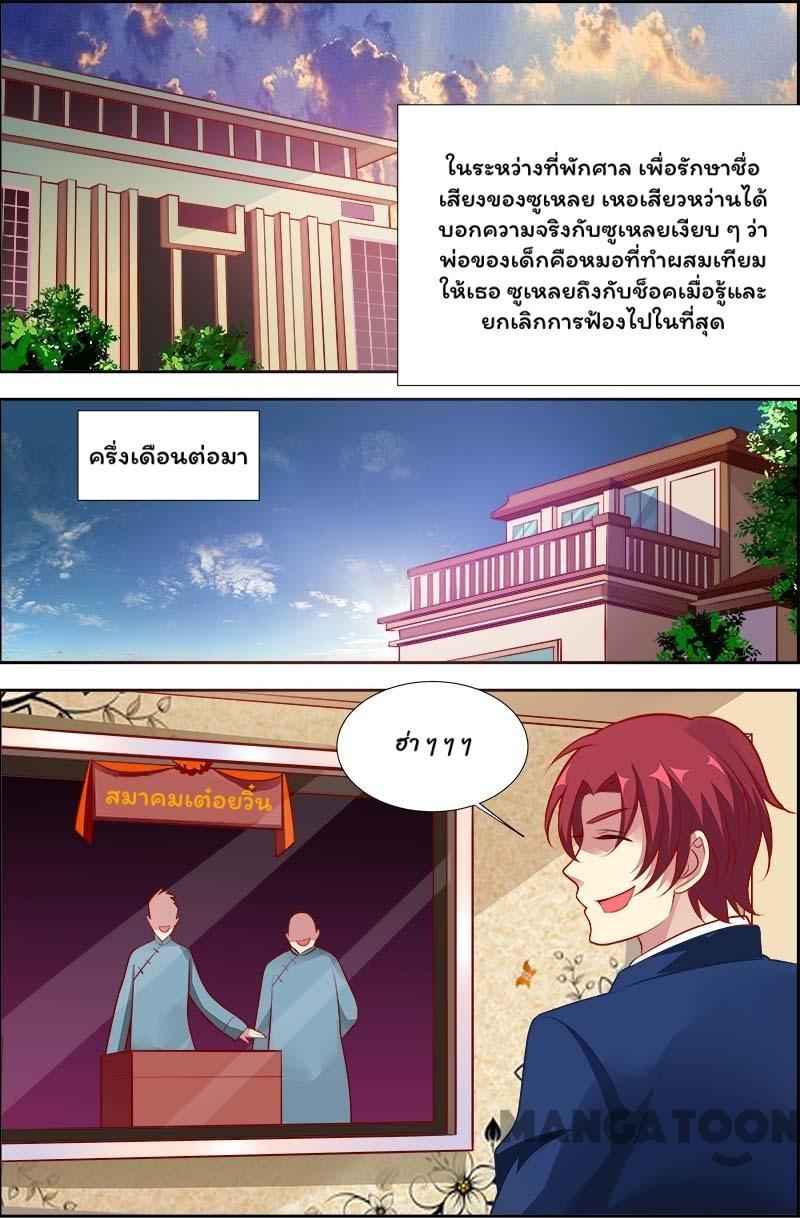 ในระหว่างที่พักศาล เพื่อรักษาชื่อ
เสียงของซูเหลย เหอเสียวหว่านได้
บอกความจริงกับซูเหลยเงียบ ๆ ว่า
พ่อของเด็กคือหมอที่ทำผสมเทียม
ให้เธอ ซูเหลยถึงกับช็อคเมื่อรู้และ
ยกเลิกการฟ้องไปในที่สุด
ครึ่งเดือนต่อมา
ฮ่า ๆ ๆ ๆ
สมาคมเต๋อยวิ๋น
MANGATOON